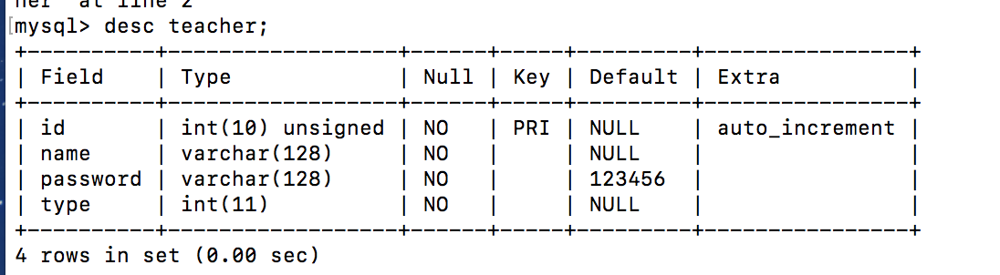 her' at line 2
[mysql> desc teacher;
+----------+------------------+------+-----+---------+----------------+
| Field    | Type             | Null | Key | Default | Extra          |
+----------+------------------+------+-----+---------+----------------+
| id       | int(10) unsigned | NO   | PRI | NULL    | auto_increment |
| name     | varchar(128)     | NO   |     | NULL    |                |
| password | varchar(128)     | NO   |     | 123456  |                |
| type     | int(11)          | NO   |     | NULL    |                |
+----------+------------------+------+-----+---------+----------------+
4 rows in set (0.00 sec)